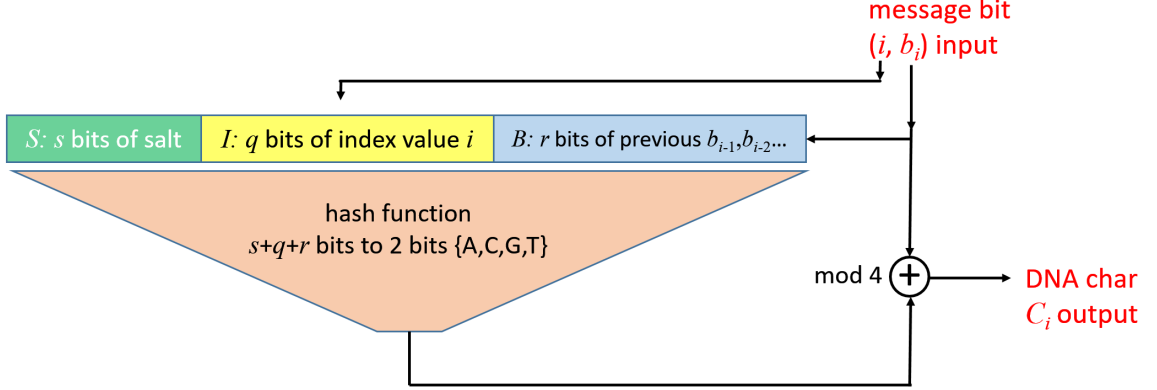 message bit
(i, bᵢ) input
S: s bits of salt
I: q bits of index value i
B: r bits of previous bᵢ₋₁,bᵢ₋₂...
hash function
s+q+r bits to 2 bits {A,C,G,T}
mod 4
+
DNA char
Cᵢ output